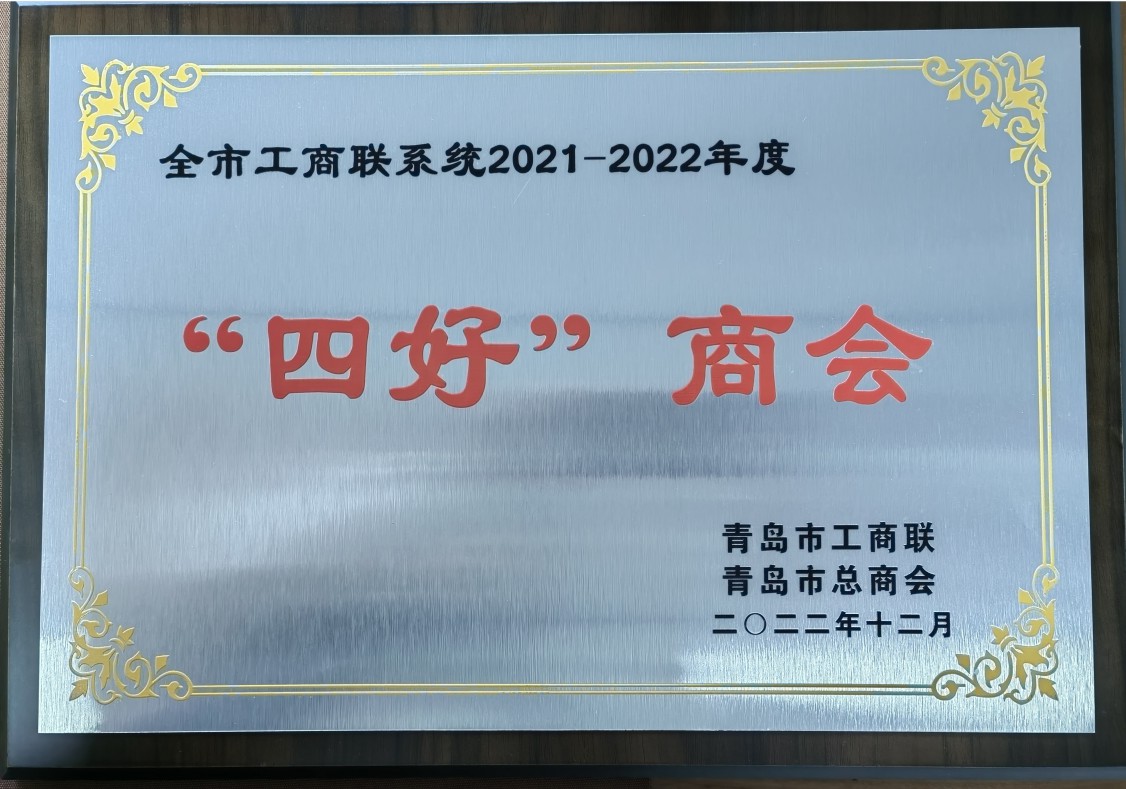 全市工商联系统2021-2022年度
“四好”商会
青岛市工商联
青岛市总商会
二〇二二年十二月